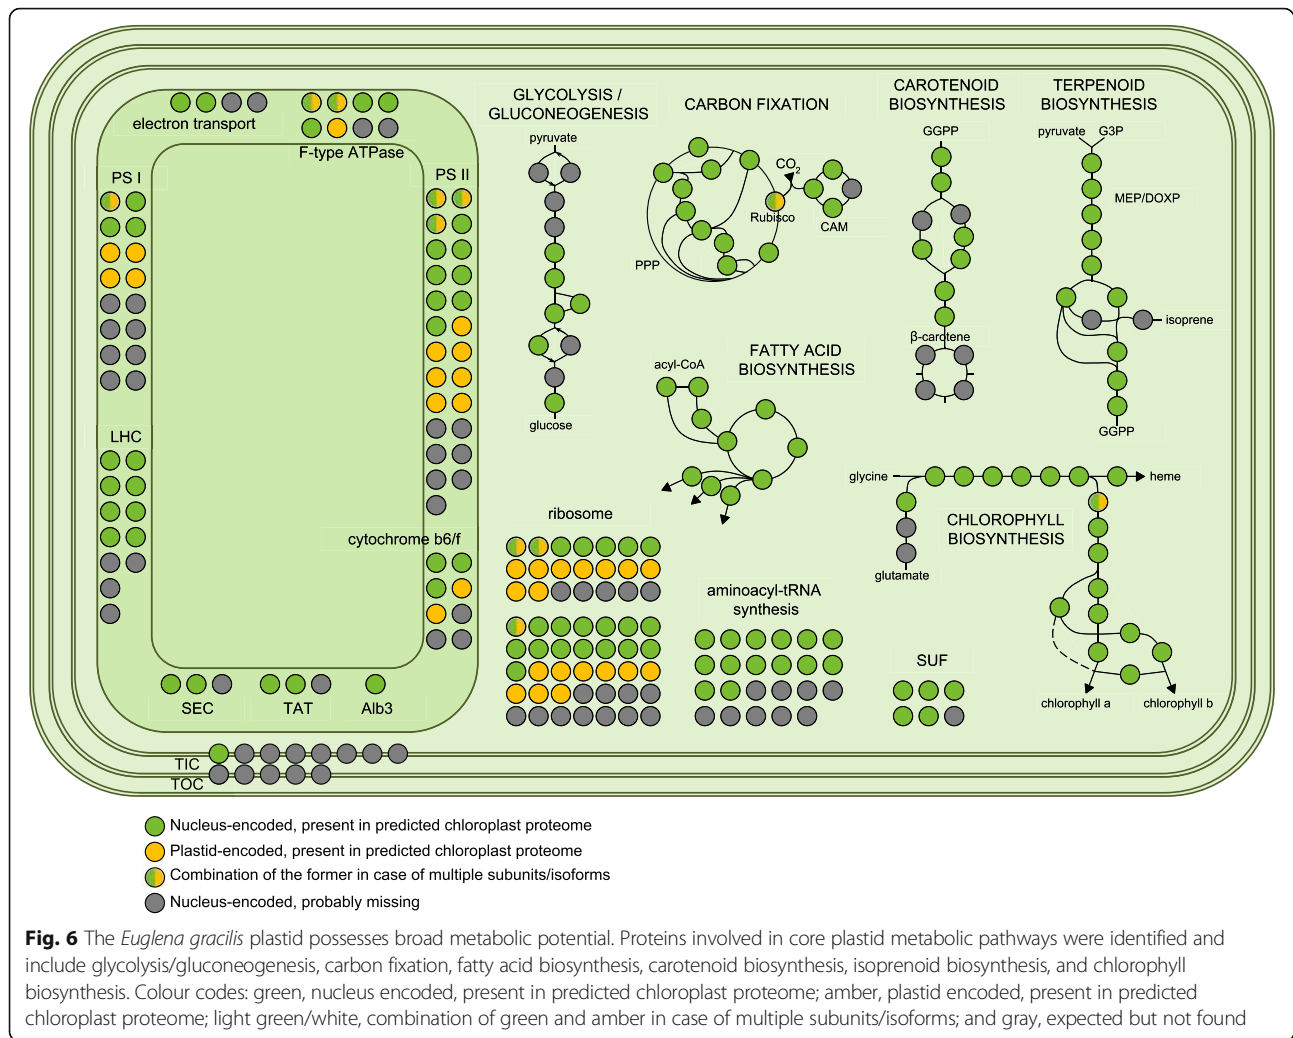 electron transport
F-type ATPase
PS I
PS II
LHC
cytochrome b6/f
SEC
TAT
Alb3
TIC
TOC
GLYCOLYSIS /
GLUCONEOGENESIS
pyruvate
glucose
CARBON FIXATION
CO2
Rubisco
CAM
PPP
CAROTENOID
BIOSYNTHESIS
GGPP
β-carotene
TERPENOID
BIOSYNTHESIS
pyruvate G3P
MEP/DOXP
isoprene
GGPP
FATTY ACID
BIOSYNTHESIS
acyl-CoA
ribosome
aminoacyl-tRNA
synthesis
glycine
heme
CHLOROPHYLL
BIOSYNTHESIS
glutamate
chlorophyll a
chlorophyll b
SUF
Nucleus-encoded, present in predicted chloroplast proteome
Plastid-encoded, present in predicted chloroplast proteome
Combination of the former in case of multiple subunits/isoforms
Nucleus-encoded, probably missing
Fig. 6 The Euglena gracilis plastid possesses broad metabolic potential. Proteins involved in core plastid metabolic pathways were identified and
include glycolysis/gluconeogenesis, carbon fixation, fatty acid biosynthesis, carotenoid biosynthesis, isoprenoid biosynthesis, and chlorophyll
biosynthesis. Colour codes: green, nucleus encoded, present in predicted chloroplast proteome; amber, plastid encoded, present in predicted
chloroplast proteome; light green/white, combination of green and amber in case of multiple subunits/isoforms; and gray, expected but not found